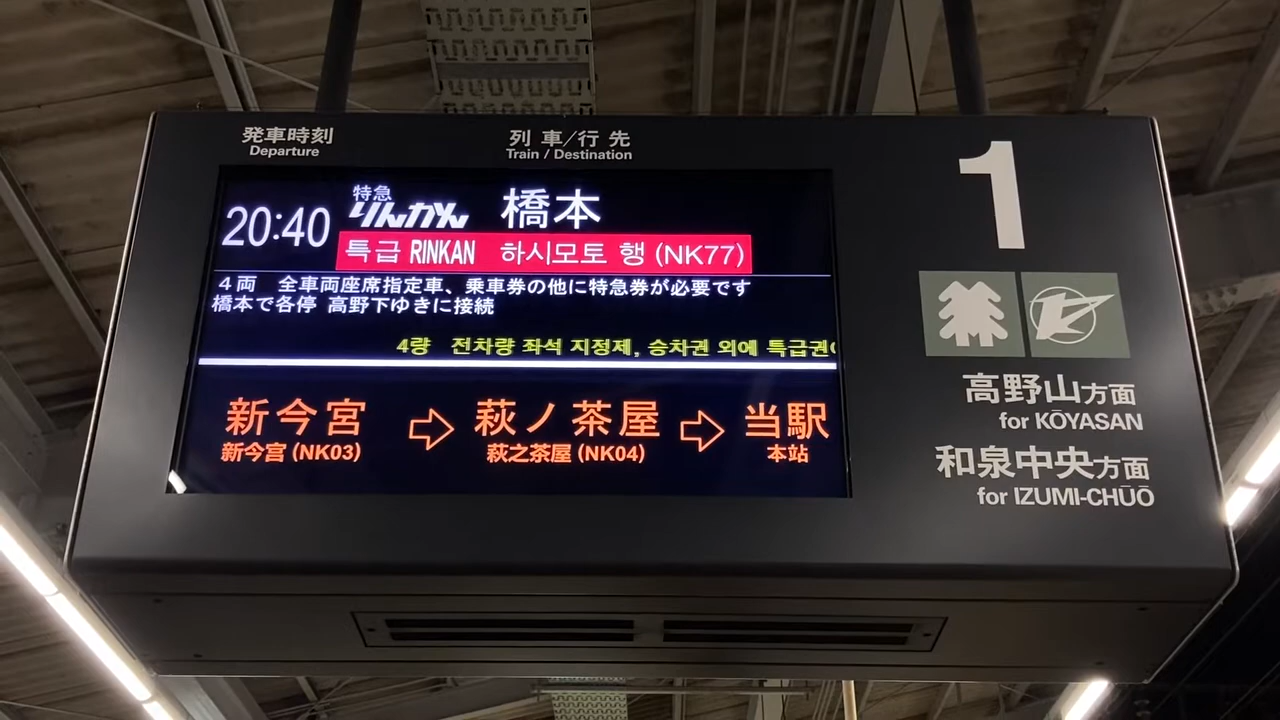 発車時刻
Departure
列車/行先
Train / Destination
20:40
特急
りんかん
橋本
특급 RINKAN 하시모토 행 (NK77)
4両 全車両座席指定車、乗車券の他に特急券が必要です
橋本で各停 高野下ゆきに接続
4량 전차량 좌석 지정제, 승차권 외에 특급권
新今宮 ⇨ 萩ノ茶屋 ⇨ 当駅
新今宮 (NK03) 萩之茶屋 (NK04) 本站
1
高野山方面
for KŌYASAN
和泉中央方面
for IZUMI-CHŪŌ